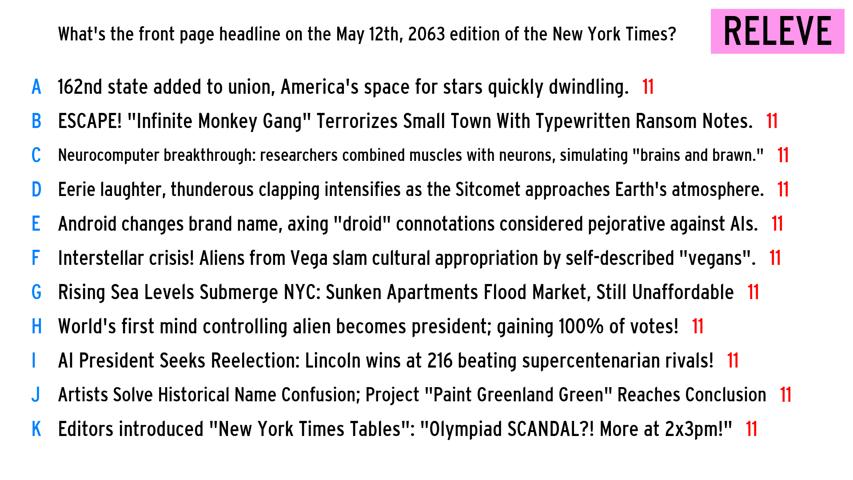 What's the front page headline on the May 12th, 2063 edition of the New York Times?
RELEVE
A 162nd state added to union, America's space for stars quickly dwindling. 11
B ESCAPE! "Infinite Monkey Gang" Terrorizes Small Town With Typewritten Ransom Notes. 11
C Neurocomputer breakthrough: researchers combined muscles with neurons, simulating "brains and brawn." 11
D Eerie laughter, thunderous clapping intensifies as the Sitcomet approaches Earth's atmosphere. 11
E Android changes brand name, axing "droid" connotations considered pejorative against AIs. 11
F Interstellar crisis! Aliens from Vega slam cultural appropriation by self-described "vegans". 11
G Rising Sea Levels Submerge NYC: Sunken Apartments Flood Market, Still Unaffordable 11
H World's first mind controlling alien becomes president; gaining 100% of votes! 11
I AI President Seeks Reelection: Lincoln wins at 216 beating supercentenarian rivals! 11
J Artists Solve Historical Name Confusion; Project "Paint Greenland Green" Reaches Conclusion 11
K Editors introduced "New York Times Tables": "Olympiad SCANDAL?! More at 2x3pm!" 11